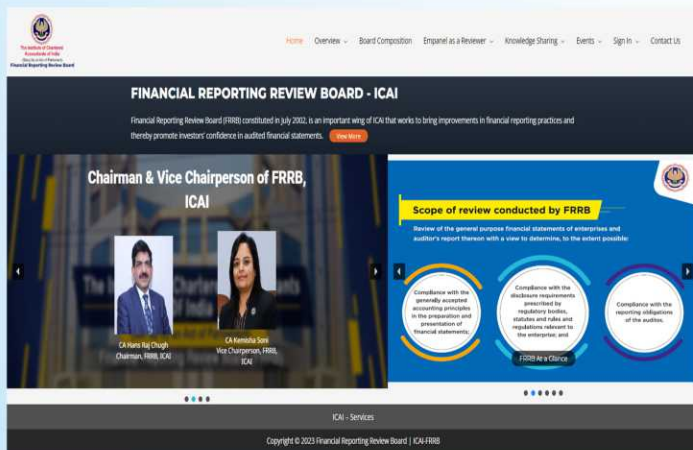 The Institute of Chartered
Accountants of India
(Set up by an Act of Parliament)
Financial Reporting Review Board
Home Overview Board Composition Empanel as a Reviewer Knowledge Sharing Events Sign In Contact Us
FINANCIAL REPORTING REVIEW BOARD - ICAI
Financial Reporting Review Board (FRRB) constituted in July 2002, is an important wing of ICAI that works to bring improvements in financial reporting practices and
thereby promote investors' confidence in audited financial statements. View More
Chairman & Vice Chairperson of FRRB,
ICAI
CA Hans Raj Chugh
Chairman, FRRB, ICAI
CA Kemisha Soni
Vice Chairperson, FRRB,
ICAI
Scope of review conducted by FRRB
Review of the general purpose financial statements of enterprises and
auditor's report thereon with a view to determine, to the extent possible:
Compliance with the
generally accepted
accounting principles
in the preparation and
presentation of
financial statements;
Compliance with the
disclosure requirements
prescribed by
regulatory bodies,
statutes and rules and
regulations relevant to
the enterprise; and
Compliance with the
reporting obligations
of the auditor.
FRRB At a Glance
ICAI - Services
Copyright © 2023 Financial Reporting Review Board | ICAI-FRRB